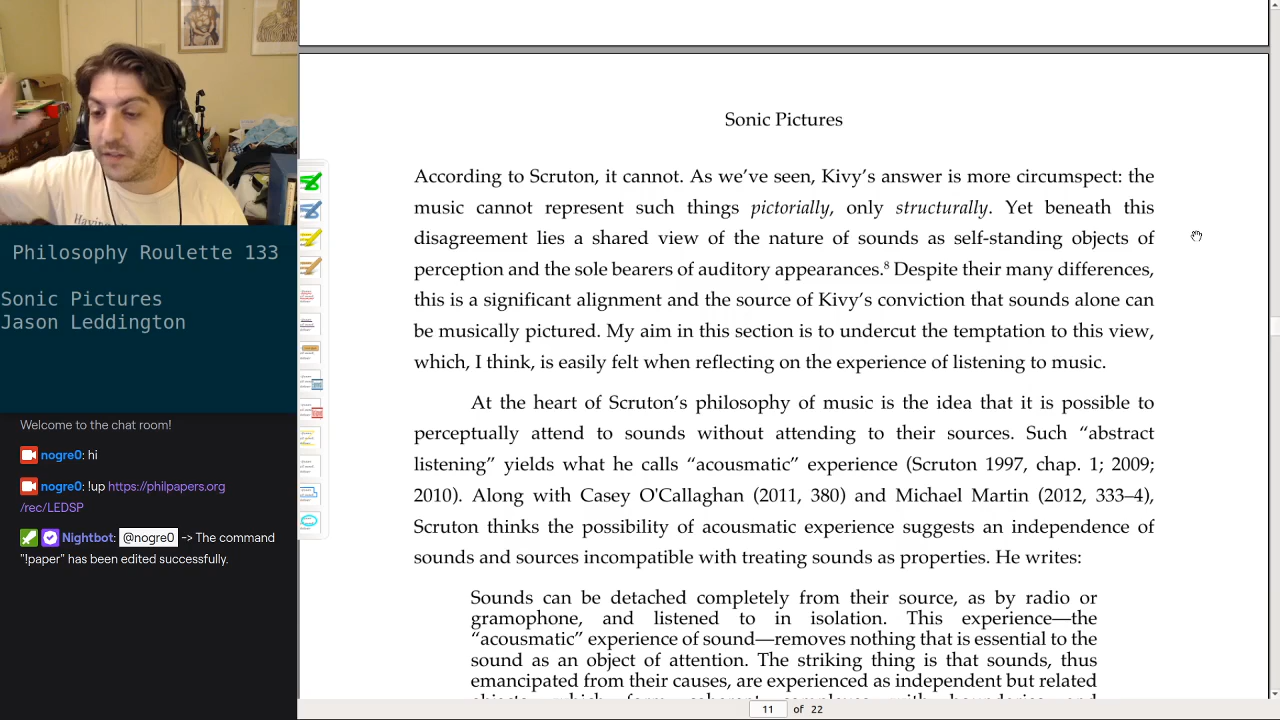 Philosophy Roulette 133
Sonic Pictures
Jason Leddington
Welcome to the chat room!
nogre0: hi
nogre0: !up https://philpapers.org
/rec/LEDSP
Nightbot: @nogre0 -> The command
"!paper" has been edited successfully.
Sonic Pictures
According to Scruton, it cannot. As we've seen, Kivy's answer is more circumspect: the
music cannot represent such things pictorially, only structurally. Yet beneath this
disagreement lies a shared view of the nature of sounds as self-standing objects of
perception and the sole bearers of auditory appearances.8 Despite their many differences,
this is a significant alignment and the source of Kivy's conviction that sounds alone can
be musically pictured. My aim in this section is to undercut the temptation to this view,
which, I think, is easily felt when reflecting on the experience of listening to music.
At the heart of Scruton's philosophy of music is the idea that it is possible to
perceptually attend to sounds without attending to their sources. Such "abstract
listening" yields what he calls "acousmatic" experience (Scruton 1997, chap. 1; 2009;
2010). Along with Casey O'Callaghan (2011, 376) and Michael Martin (2012, 333–4),
Scruton thinks the possibility of acousmatic experience suggests an independence of
sounds and sources incompatible with treating sounds as properties. He writes:
Sounds can be detached completely from their source, as by radio or
gramophone, and listened to in isolation. This experience—the
"acousmatic" experience of sound—removes nothing that is essential to the
sound as an object of attention. The striking thing is that sounds, thus
emancipated from their causes, are experienced as independent but related
11 of 22